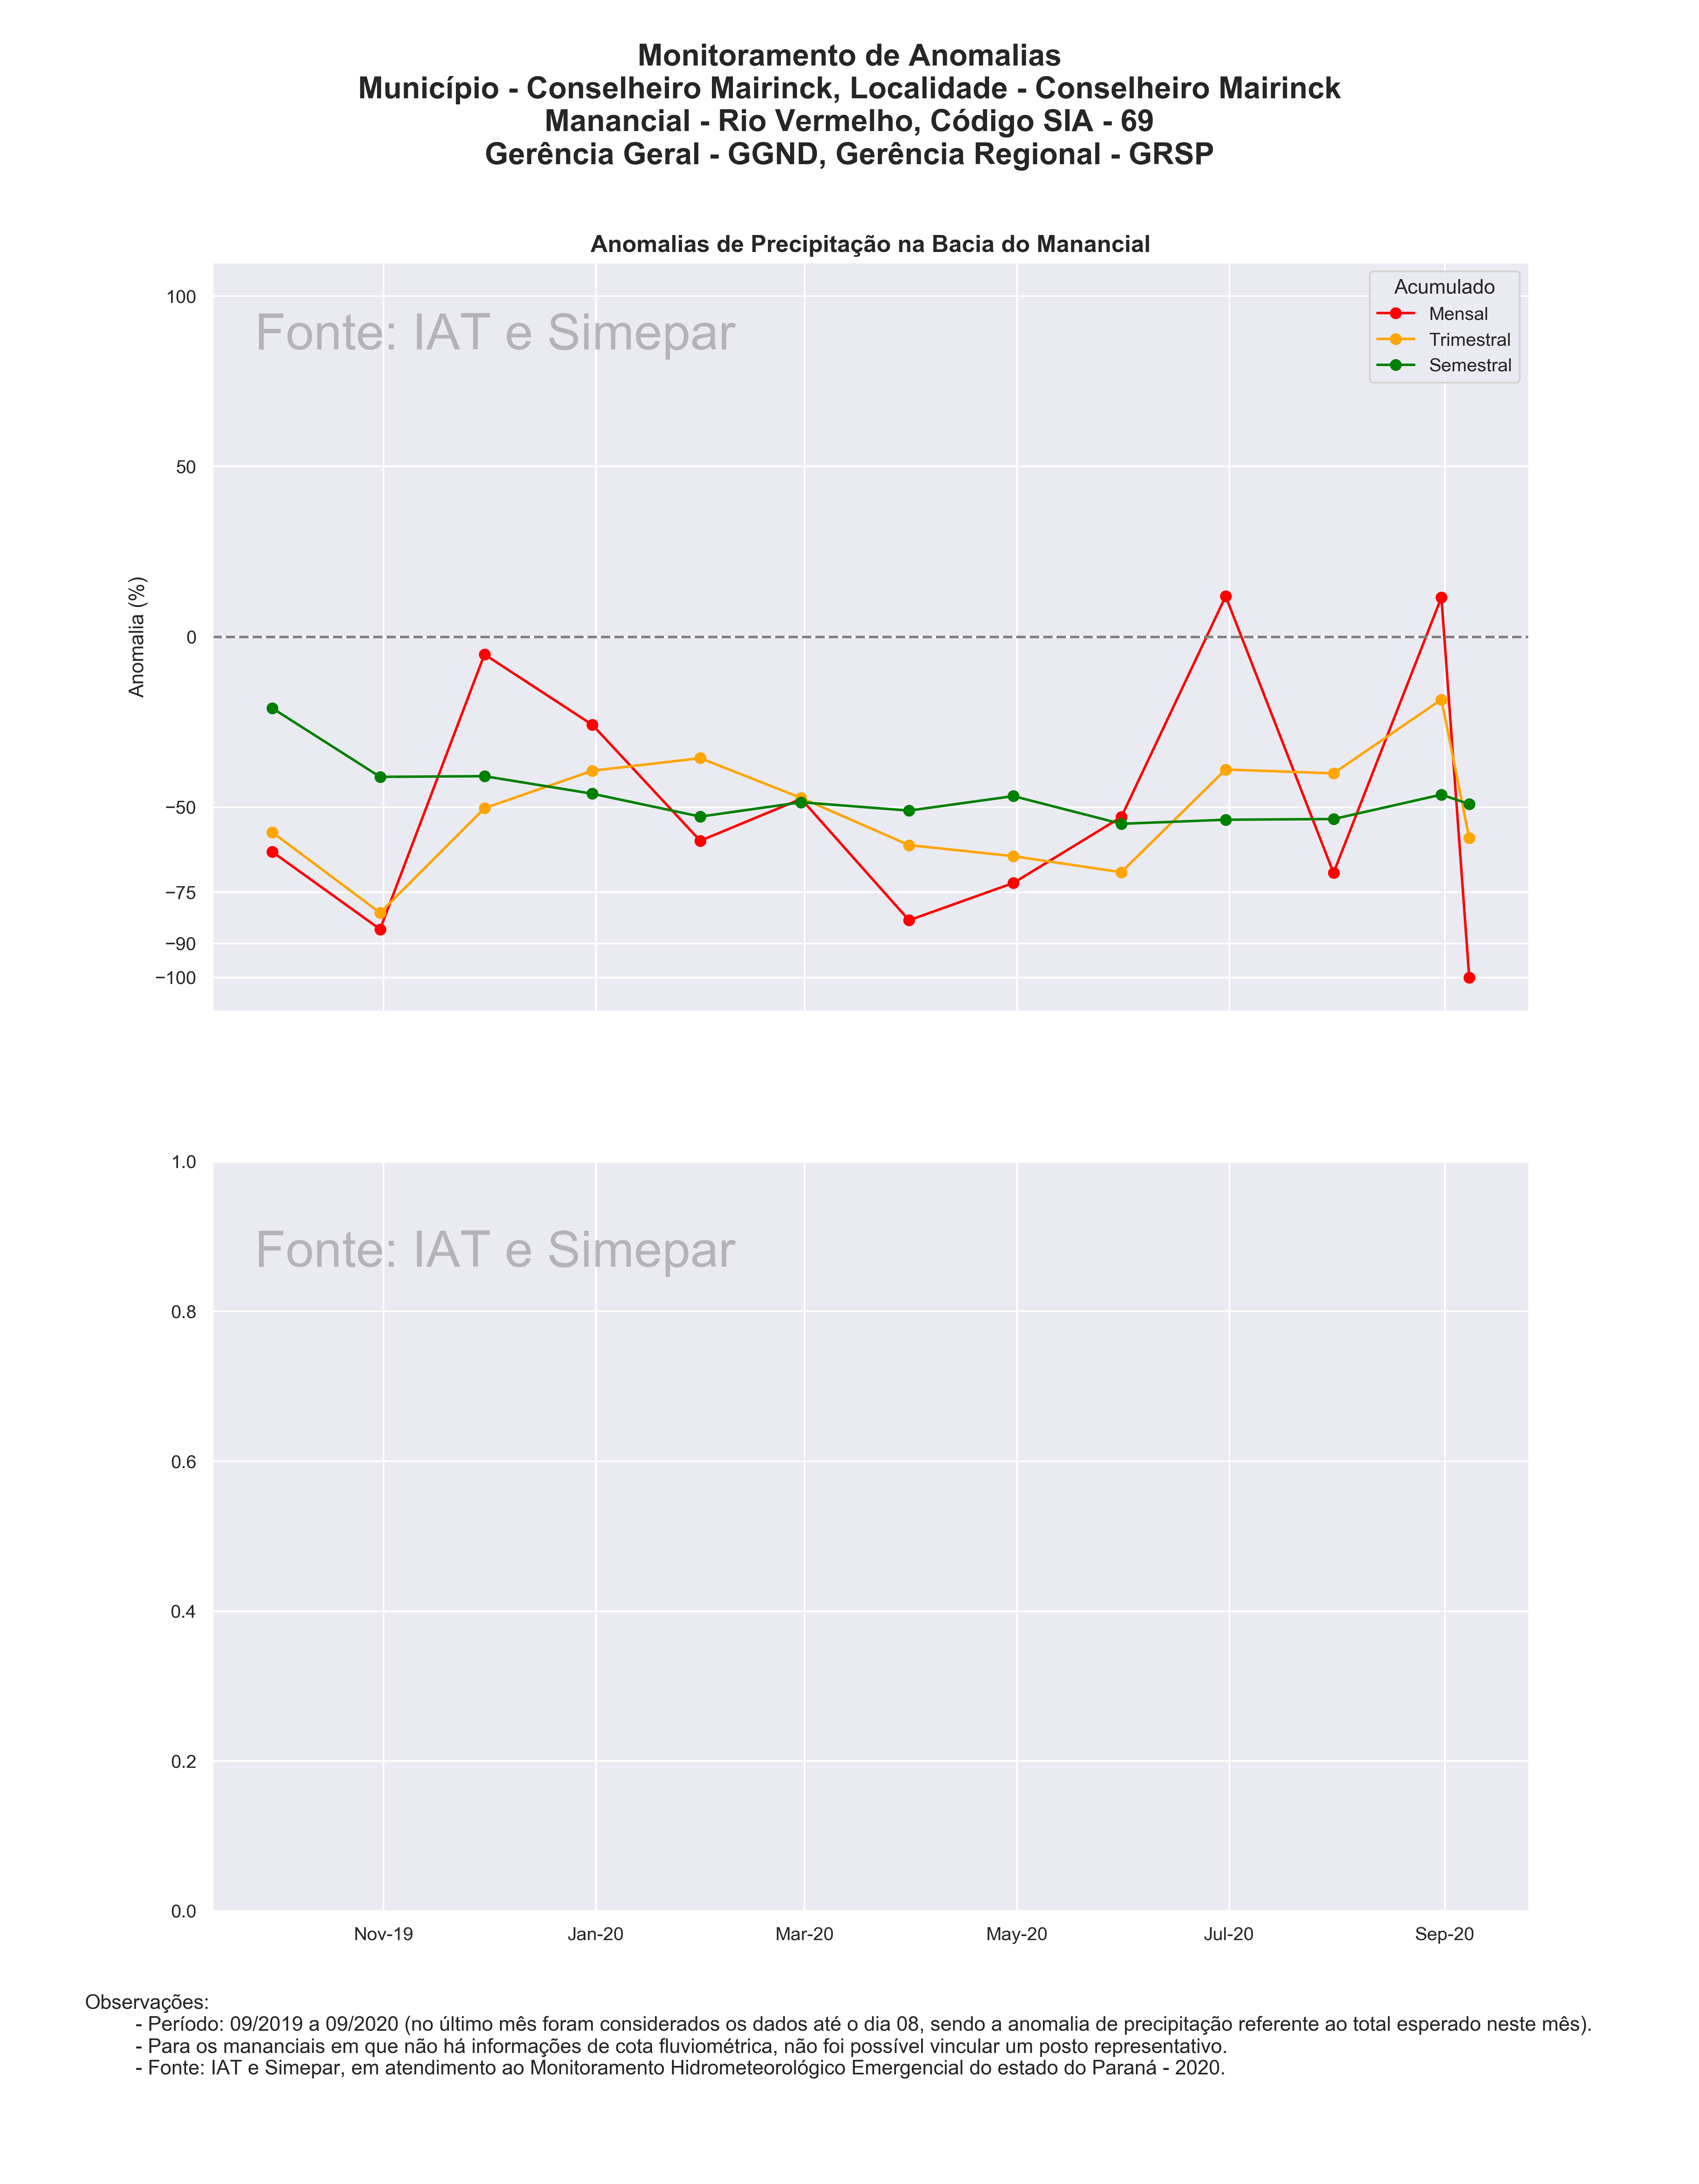 Monitoramento de Anomalias
Município - Conselheiro Mairinck, Localidade - Conselheiro Mairinck
Manancial - Rio Vermelho, Código SIA - 69
Gerência Geral - GGND, Gerência Regional - GRSP
Anomalias de Precipitação na Bacia do Manancial
Fonte: IAT e Simepar
Acumulado
Mensal
Trimestral
Semestral
Anomalia (%)
100
50
0
−50
−75
−90
−100
Fonte: IAT e Simepar
1.0
0.8
0.6
0.4
0.2
0.0
Nov-19 Jan-20 Mar-20 May-20 Jul-20 Sep-20
Observações:
- Período: 09/2019 a 09/2020 (no último mês foram considerados os dados até o dia 08, sendo a anomalia de precipitação referente ao total esperado neste mês).
- Para os mananciais em que não há informações de cota fluviométrica, não foi possível vincular um posto representativo.
- Fonte: IAT e Simepar, em atendimento ao Monitoramento Hidrometeorológico Emergencial do estado do Paraná - 2020.